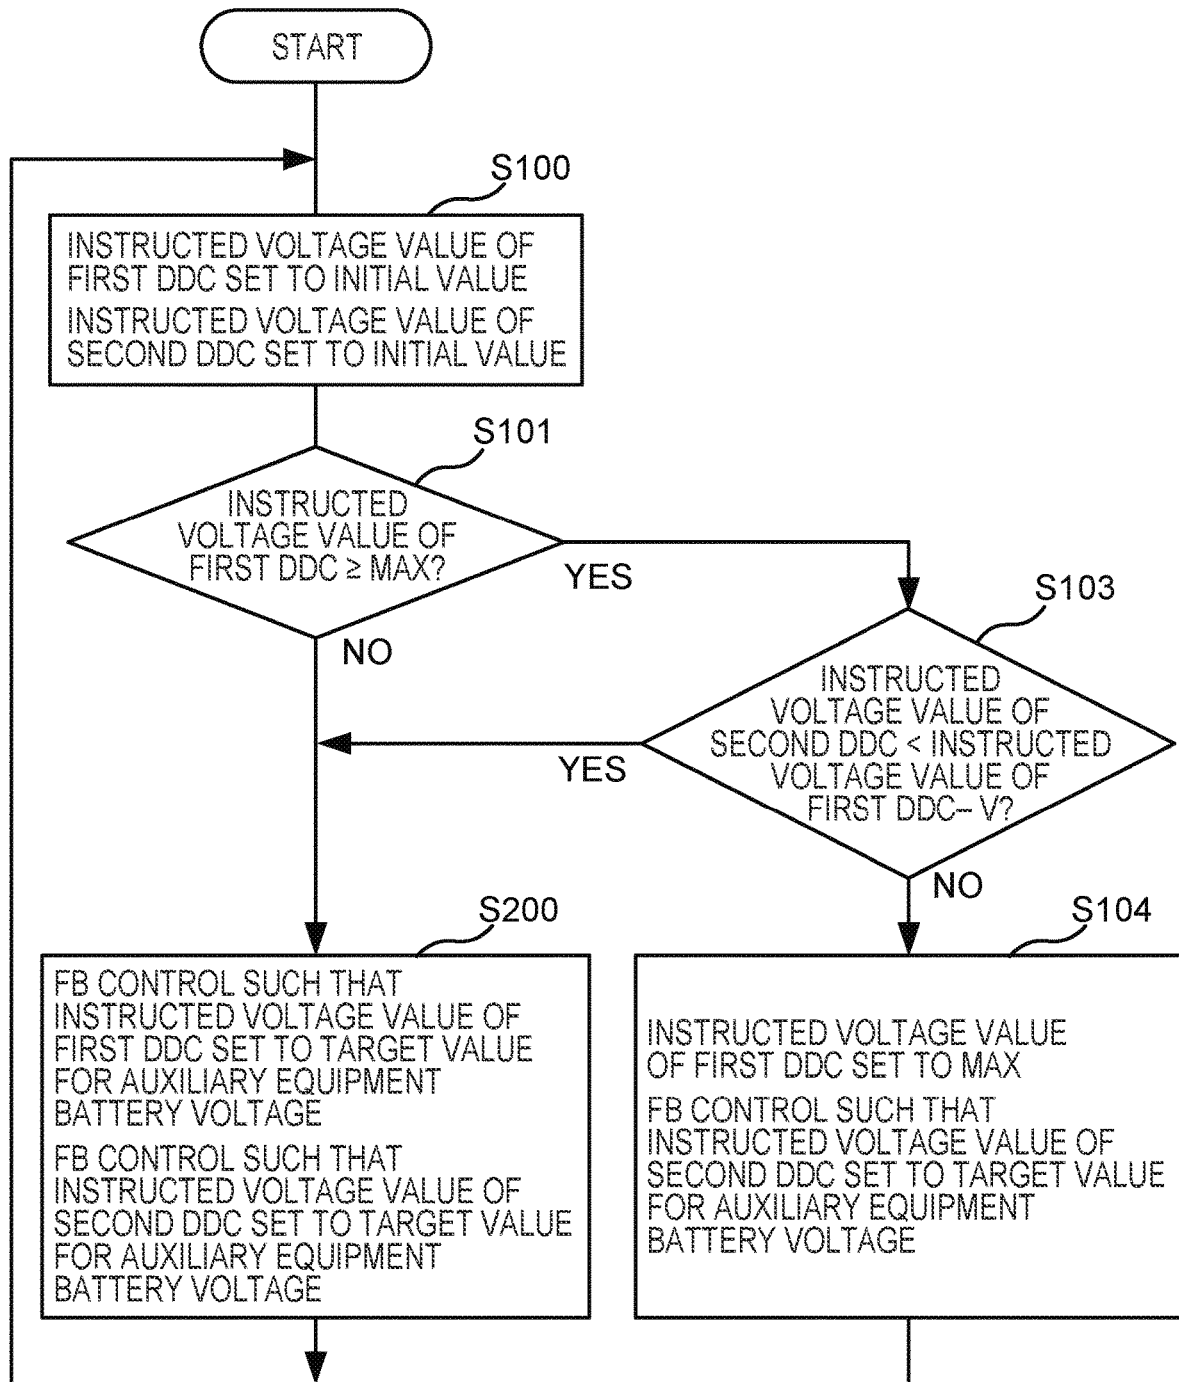 START
S100
INSTRUCTED VOLTAGE VALUE OF
FIRST DDC SET TO INITIAL VALUE
INSTRUCTED VOLTAGE VALUE OF
SECOND DDC SET TO INITIAL VALUE
S101
INSTRUCTED
VOLTAGE VALUE OF
FIRST DDC ≥ MAX?
YES
NO
S103
INSTRUCTED
VOLTAGE VALUE OF
SECOND DDC < INSTRUCTED
VOLTAGE VALUE OF
FIRST DDC– V?
YES
NO
S200
FB CONTROL SUCH THAT
INSTRUCTED VOLTAGE VALUE OF
FIRST DDC SET TO TARGET VALUE
FOR AUXILIARY EQUIPMENT
BATTERY VOLTAGE
FB CONTROL SUCH THAT
INSTRUCTED VOLTAGE VALUE OF
SECOND DDC SET TO TARGET VALUE
FOR AUXILIARY EQUIPMENT
BATTERY VOLTAGE
S104
INSTRUCTED VOLTAGE VALUE
OF FIRST DDC SET TO MAX
FB CONTROL SUCH THAT
INSTRUCTED VOLTAGE VALUE OF
SECOND DDC SET TO TARGET VALUE
FOR AUXILIARY EQUIPMENT
BATTERY VOLTAGE